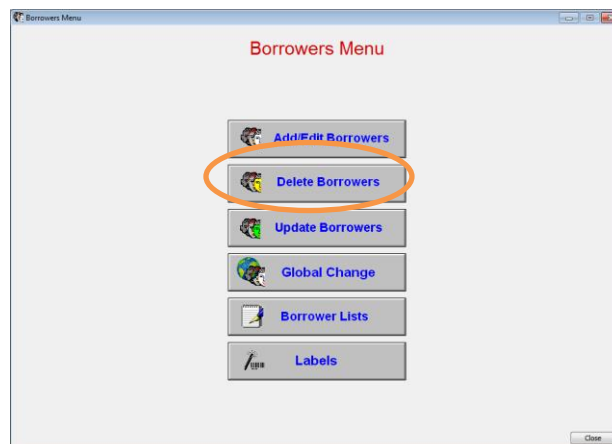 Borrowers Menu
Borrowers Menu
Add/Edit Borrowers
Delete Borrowers
Update Borrowers
Global Change
Borrower Lists
Labels
Close